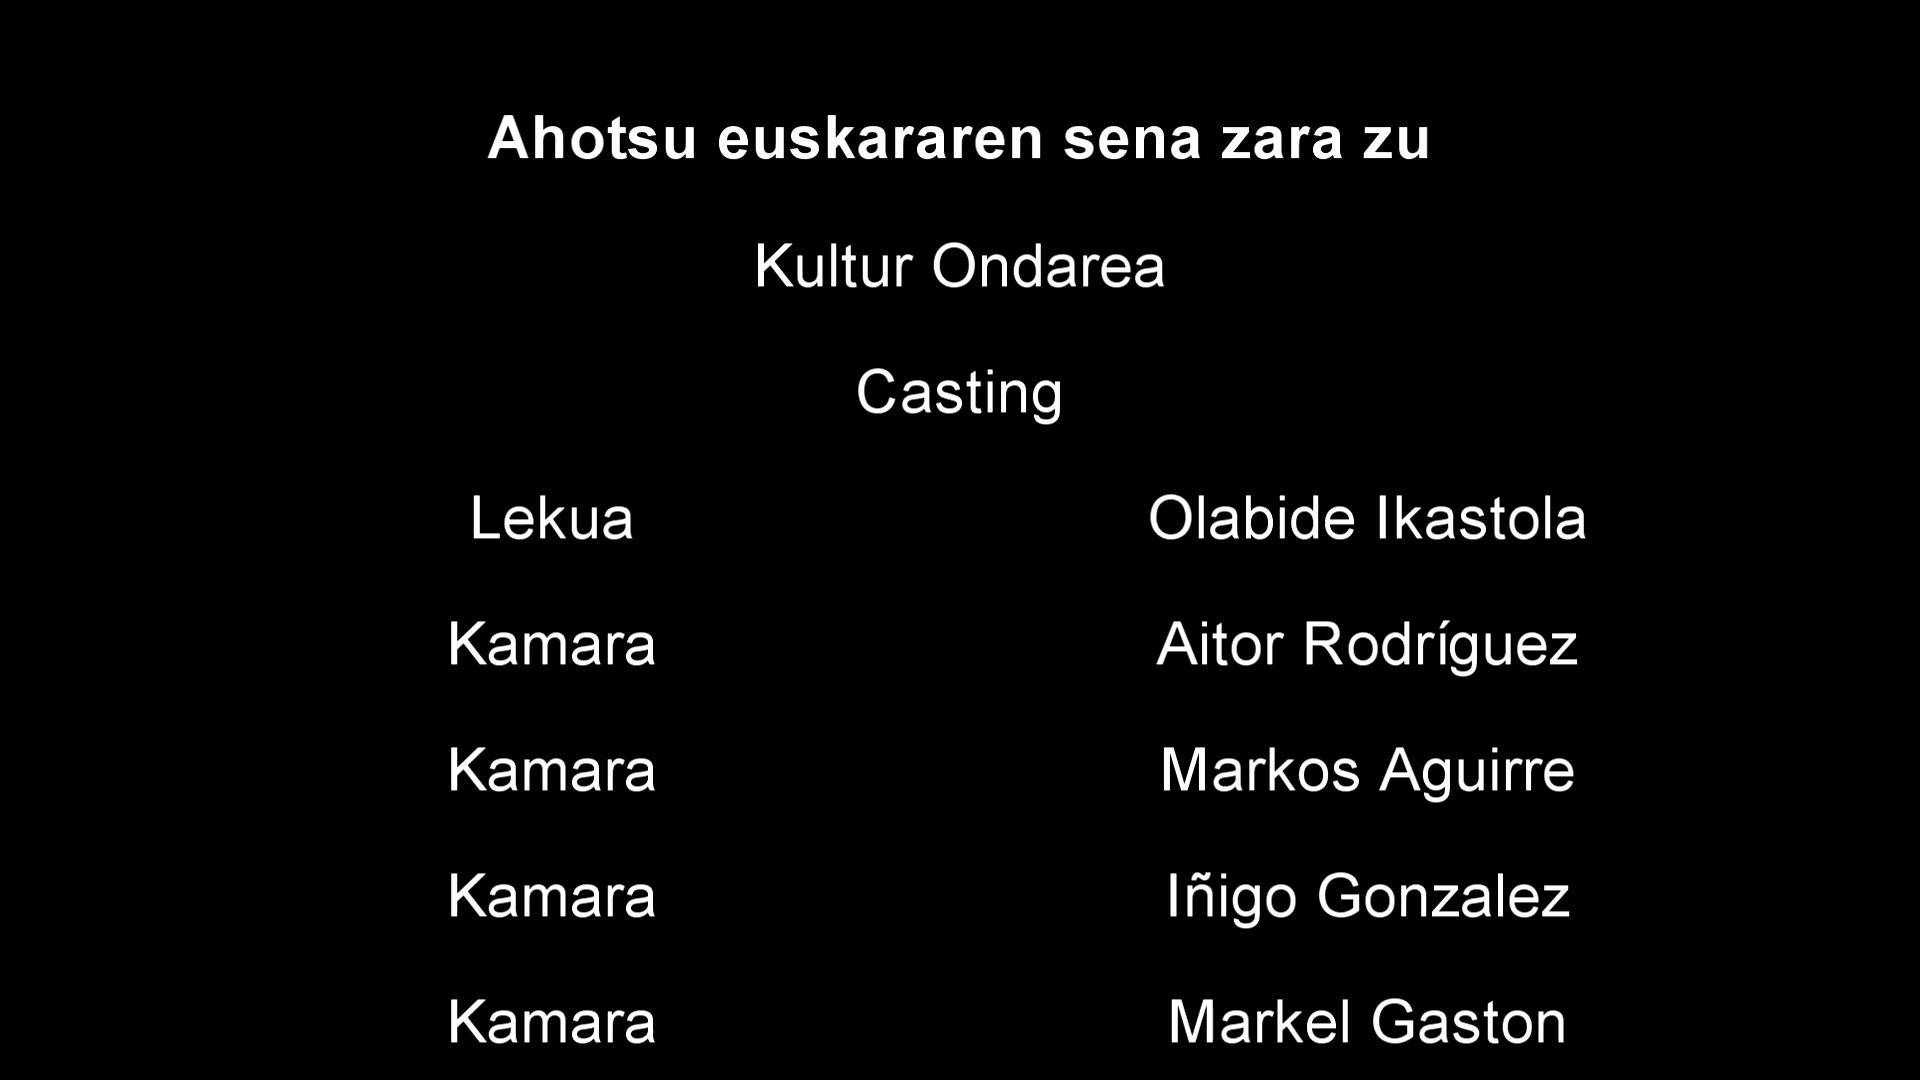 Ahotsu euskararen sena zara zu
Kultur Ondarea
Casting
Lekua Olabide Ikastola
Kamara Aitor Rodríguez
Kamara Markos Aguirre
Kamara Iñigo Gonzalez
Kamara Markel Gaston